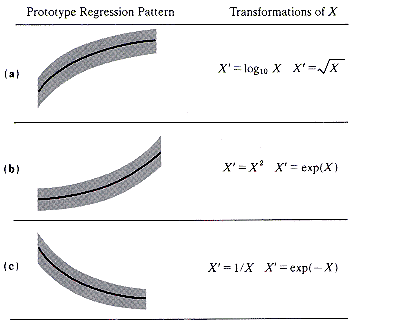 Prototype Regression Pattern Transformations of X
(a) X' = log₁₀ X X' = √X
(b) X' = X² X' = exp(X)
(c) X' = 1/X X' = exp(−X)